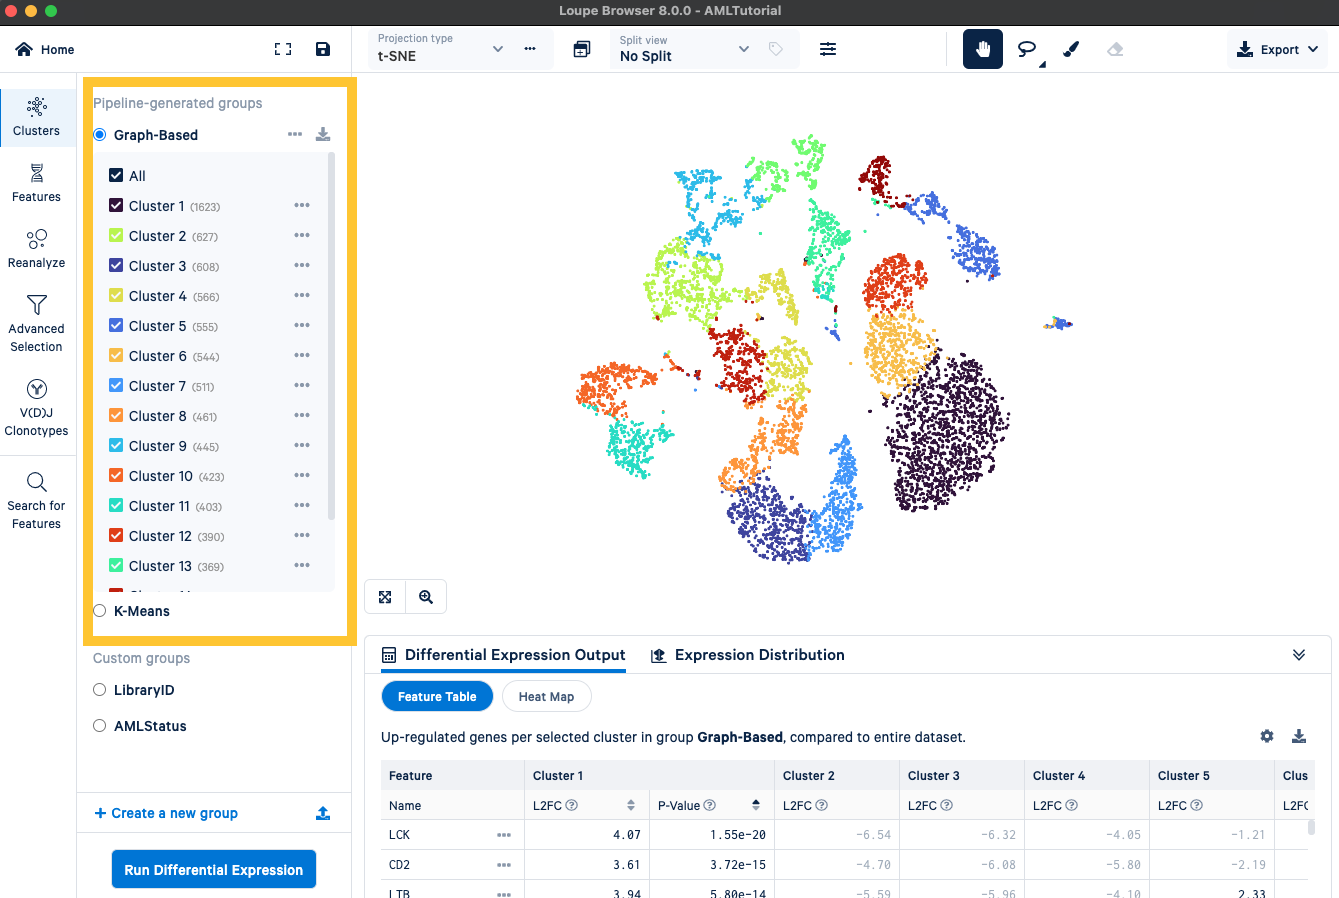 Loupe Browser 8.0.0 - AMLTutorial
Home
Projection type
t-SNE
Split view
No Split
Export
Clusters
Features
Reanalyze
Advanced
Selection
V(D)J
Clonotypes
Search for
Features
Pipeline-generated groups
Graph-Based
All
Cluster 1 (1623)
Cluster 2 (627)
Cluster 3 (608)
Cluster 4 (566)
Cluster 5 (555)
Cluster 6 (544)
Cluster 7 (511)
Cluster 8 (461)
Cluster 9 (445)
Cluster 10 (423)
Cluster 11 (403)
Cluster 12 (390)
Cluster 13 (369)
K-Means
Custom groups
LibraryID
AMLStatus
+ Create a new group
Run Differential Expression
Differential Expression Output Expression Distribution
Feature Table Heat Map
Up-regulated genes per selected cluster in group Graph-Based, compared to entire dataset.
Feature Cluster 1 Cluster 2 Cluster 3 Cluster 4 Cluster 5 Clus
Name L2FC P-Value L2FC L2FC L2FC L2FC L2FC
LCK 4.07 1.55e-20 -6.54 -6.32 -4.05 -1.21
CD2 3.61 3.72e-15 -4.70 -6.08 -5.80 -2.19
LTB 3.94 5.80e-14 -5.59 -5.96 -4.10 2.33